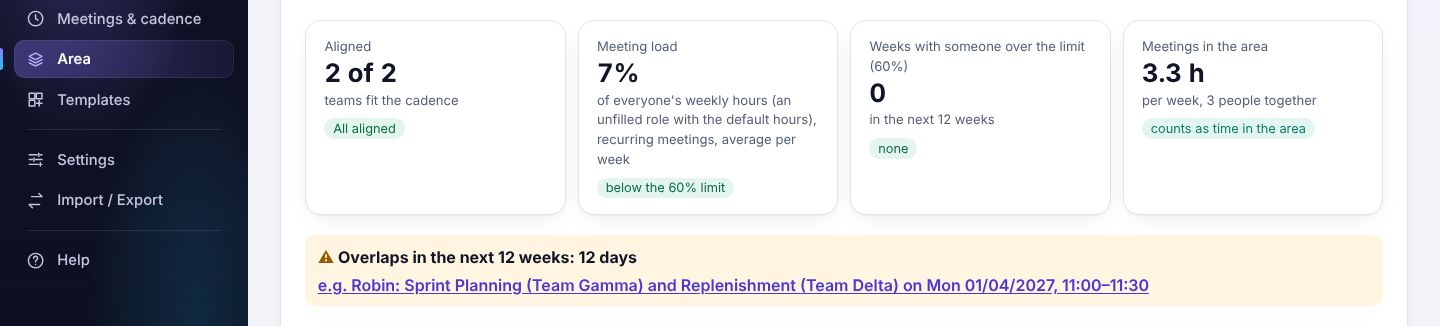 Meetings & cadence
Area
Templates
Settings
Import / Export
Help
Aligned
2 of 2
teams fit the cadence
All aligned
Meeting load
7%
of everyone's weekly hours (an
unfilled role with the default hours),
recurring meetings, average per
week
below the 60% limit
Weeks with someone over the limit
(60%)
0
in the next 12 weeks
none
Meetings in the area
3.3 h
per week, 3 people together
counts as time in the area
Overlaps in the next 12 weeks: 12 days
e.g. Robin: Sprint Planning (Team Gamma) and Replenishment (Team Delta) on Mon 01/04/2027, 11:00–11:30